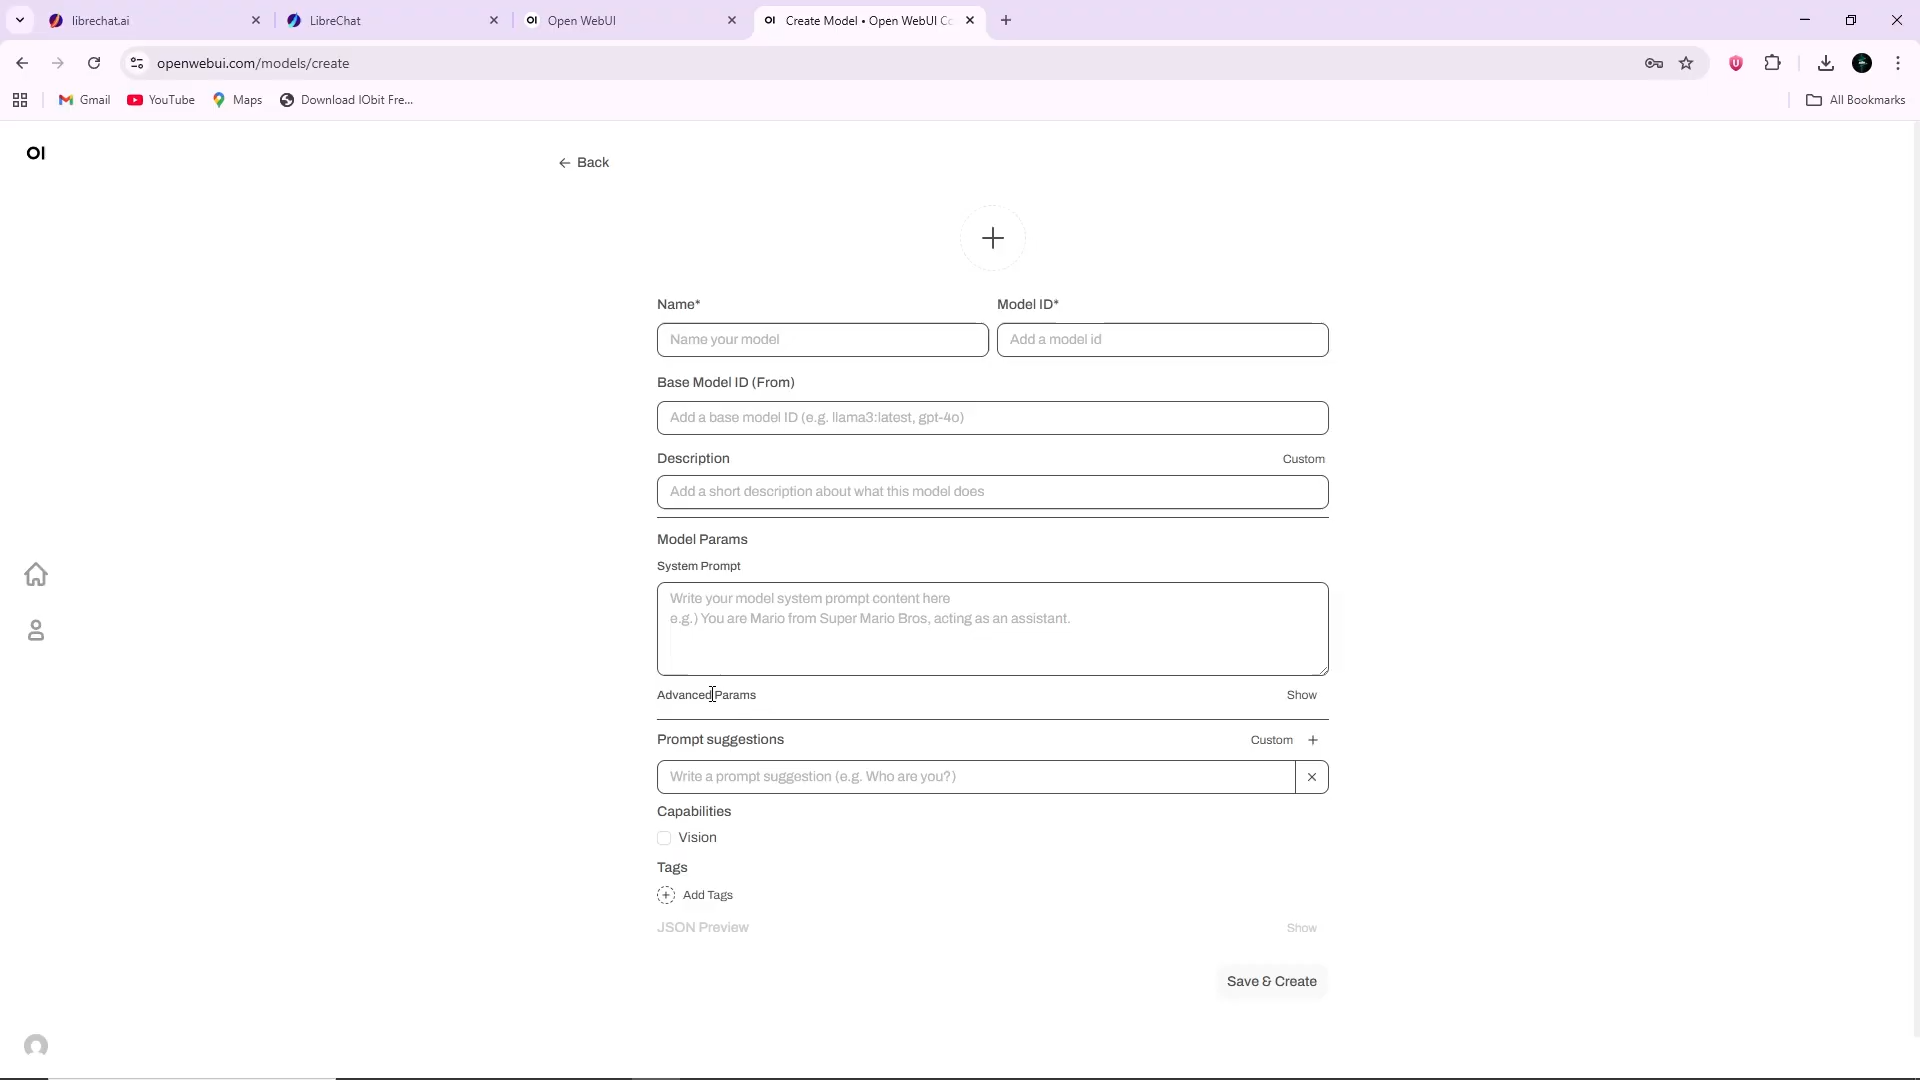 librechat.ai
LibreChat
OI Open WebUI
OI Create Model • Open WebUI Co
openwebui.com/models/create
Gmail
YouTube
Maps
Download IObit Fre...
All Bookmarks
OI
← Back
Name*
Model ID*
Name your model
Add a model id
Base Model ID (From)
Add a base model ID (e.g. llama3:latest, gpt-4o)
Description
Custom
Add a short description about what this model does
Model Params
System Prompt
Write your model system prompt content here
e.g.) You are Mario from Super Mario Bros, acting as an assistant.
Advanced Params
Show
Prompt suggestions
Custom +
Write a prompt suggestion (e.g. Who are you?)
Capabilities
Vision
Tags
Add Tags
JSON Preview
Show
Save & Create